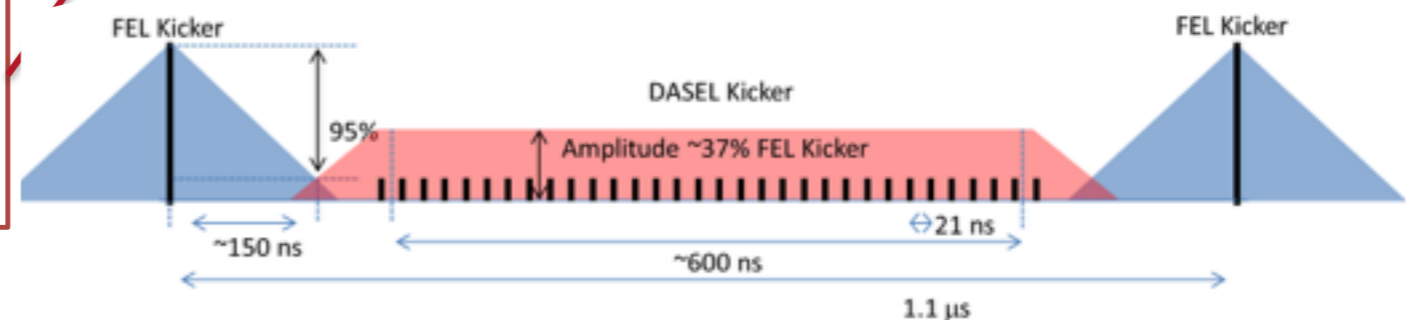 FEL Kicker
FEL Kicker
DASEL Kicker
95%
Amplitude ~37% FEL Kicker
21 ns
~150 ns
~600 ns
1.1 µs